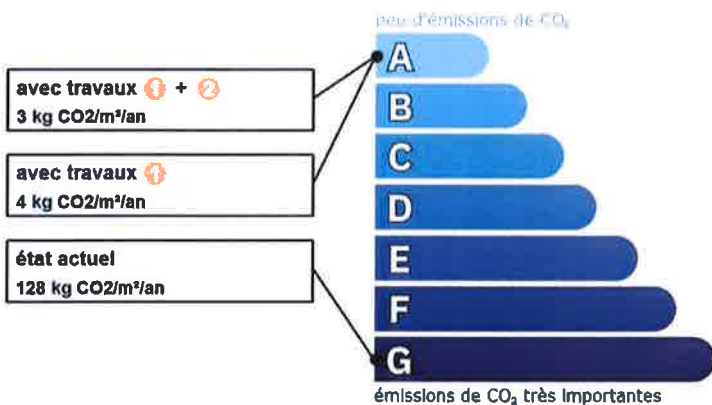 peu d'émissions de CO₂
avec travaux 1 + 2
3 kg CO2/m²/an
avec travaux 1
4 kg CO2/m²/an
état actuel
128 kg CO2/m²/an
A
B
C
D
E
F
G
émissions de CO₂ très importantes